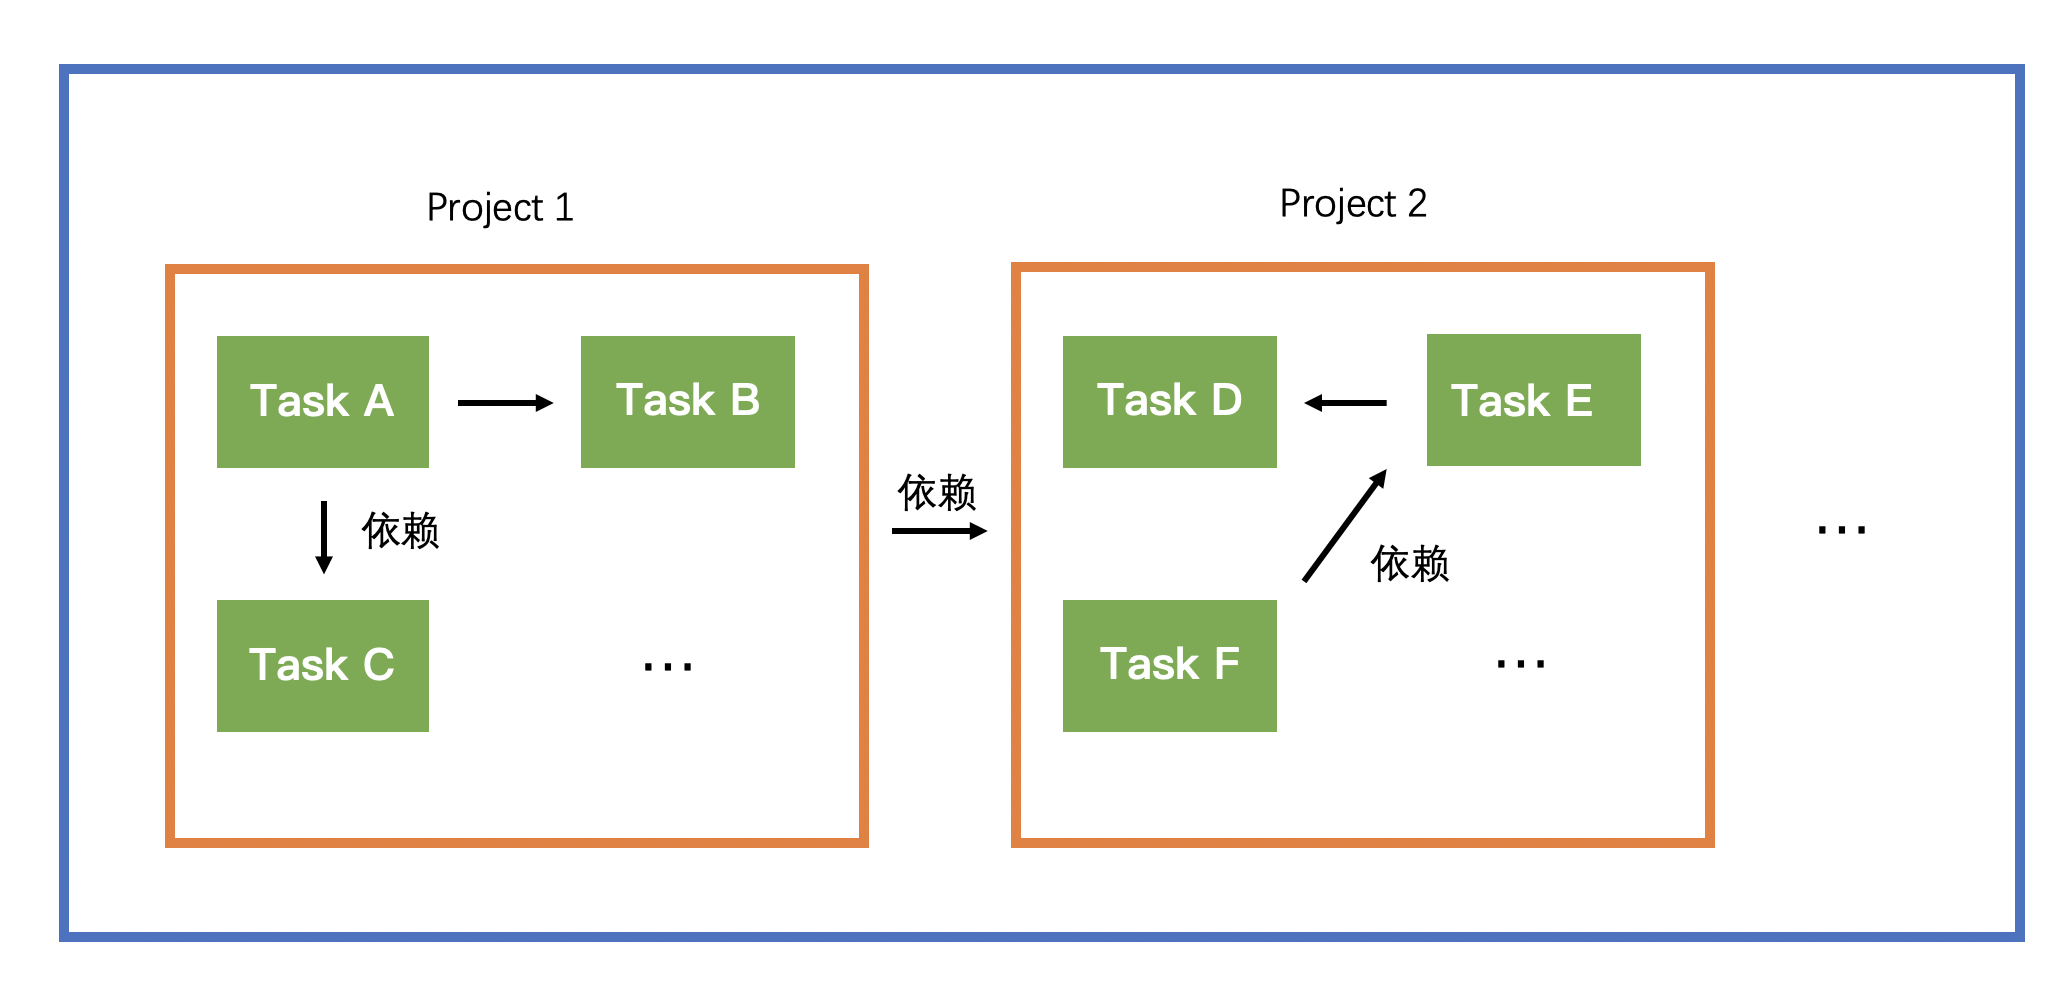 Project 1
Project 2
Task A
Task B
Task D
Task E
依赖
依赖
依赖
...
Task C
...
Task F
...